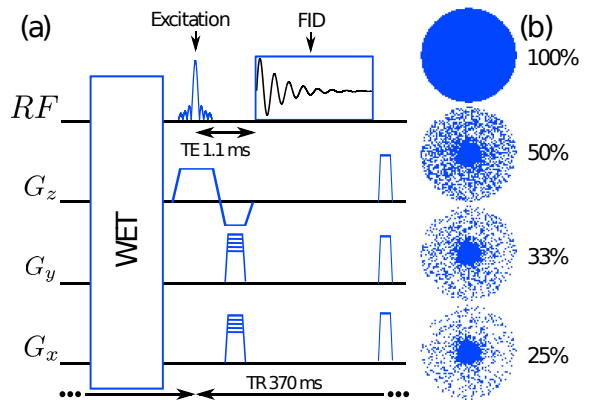 (a)
Excitation
FID
(b)
100%
RF
TE 1.1 ms
50%
G_z
WET
33%
G_y
25%
G_x
TR 370 ms